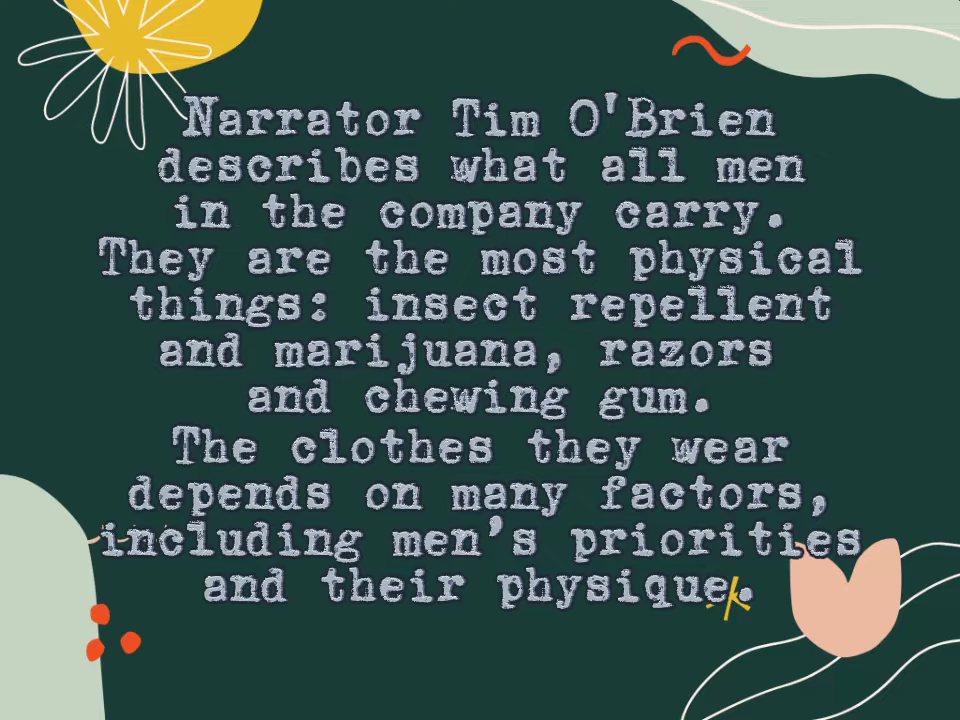 Narrator Tim O'Brien
describes what all men
in the company carry.
They are the most physical
things: insect repellent
and marijuana, razors
and chewing gum.
The clothes they wear
depends on many factors,
including men’s priorities
and their physique.